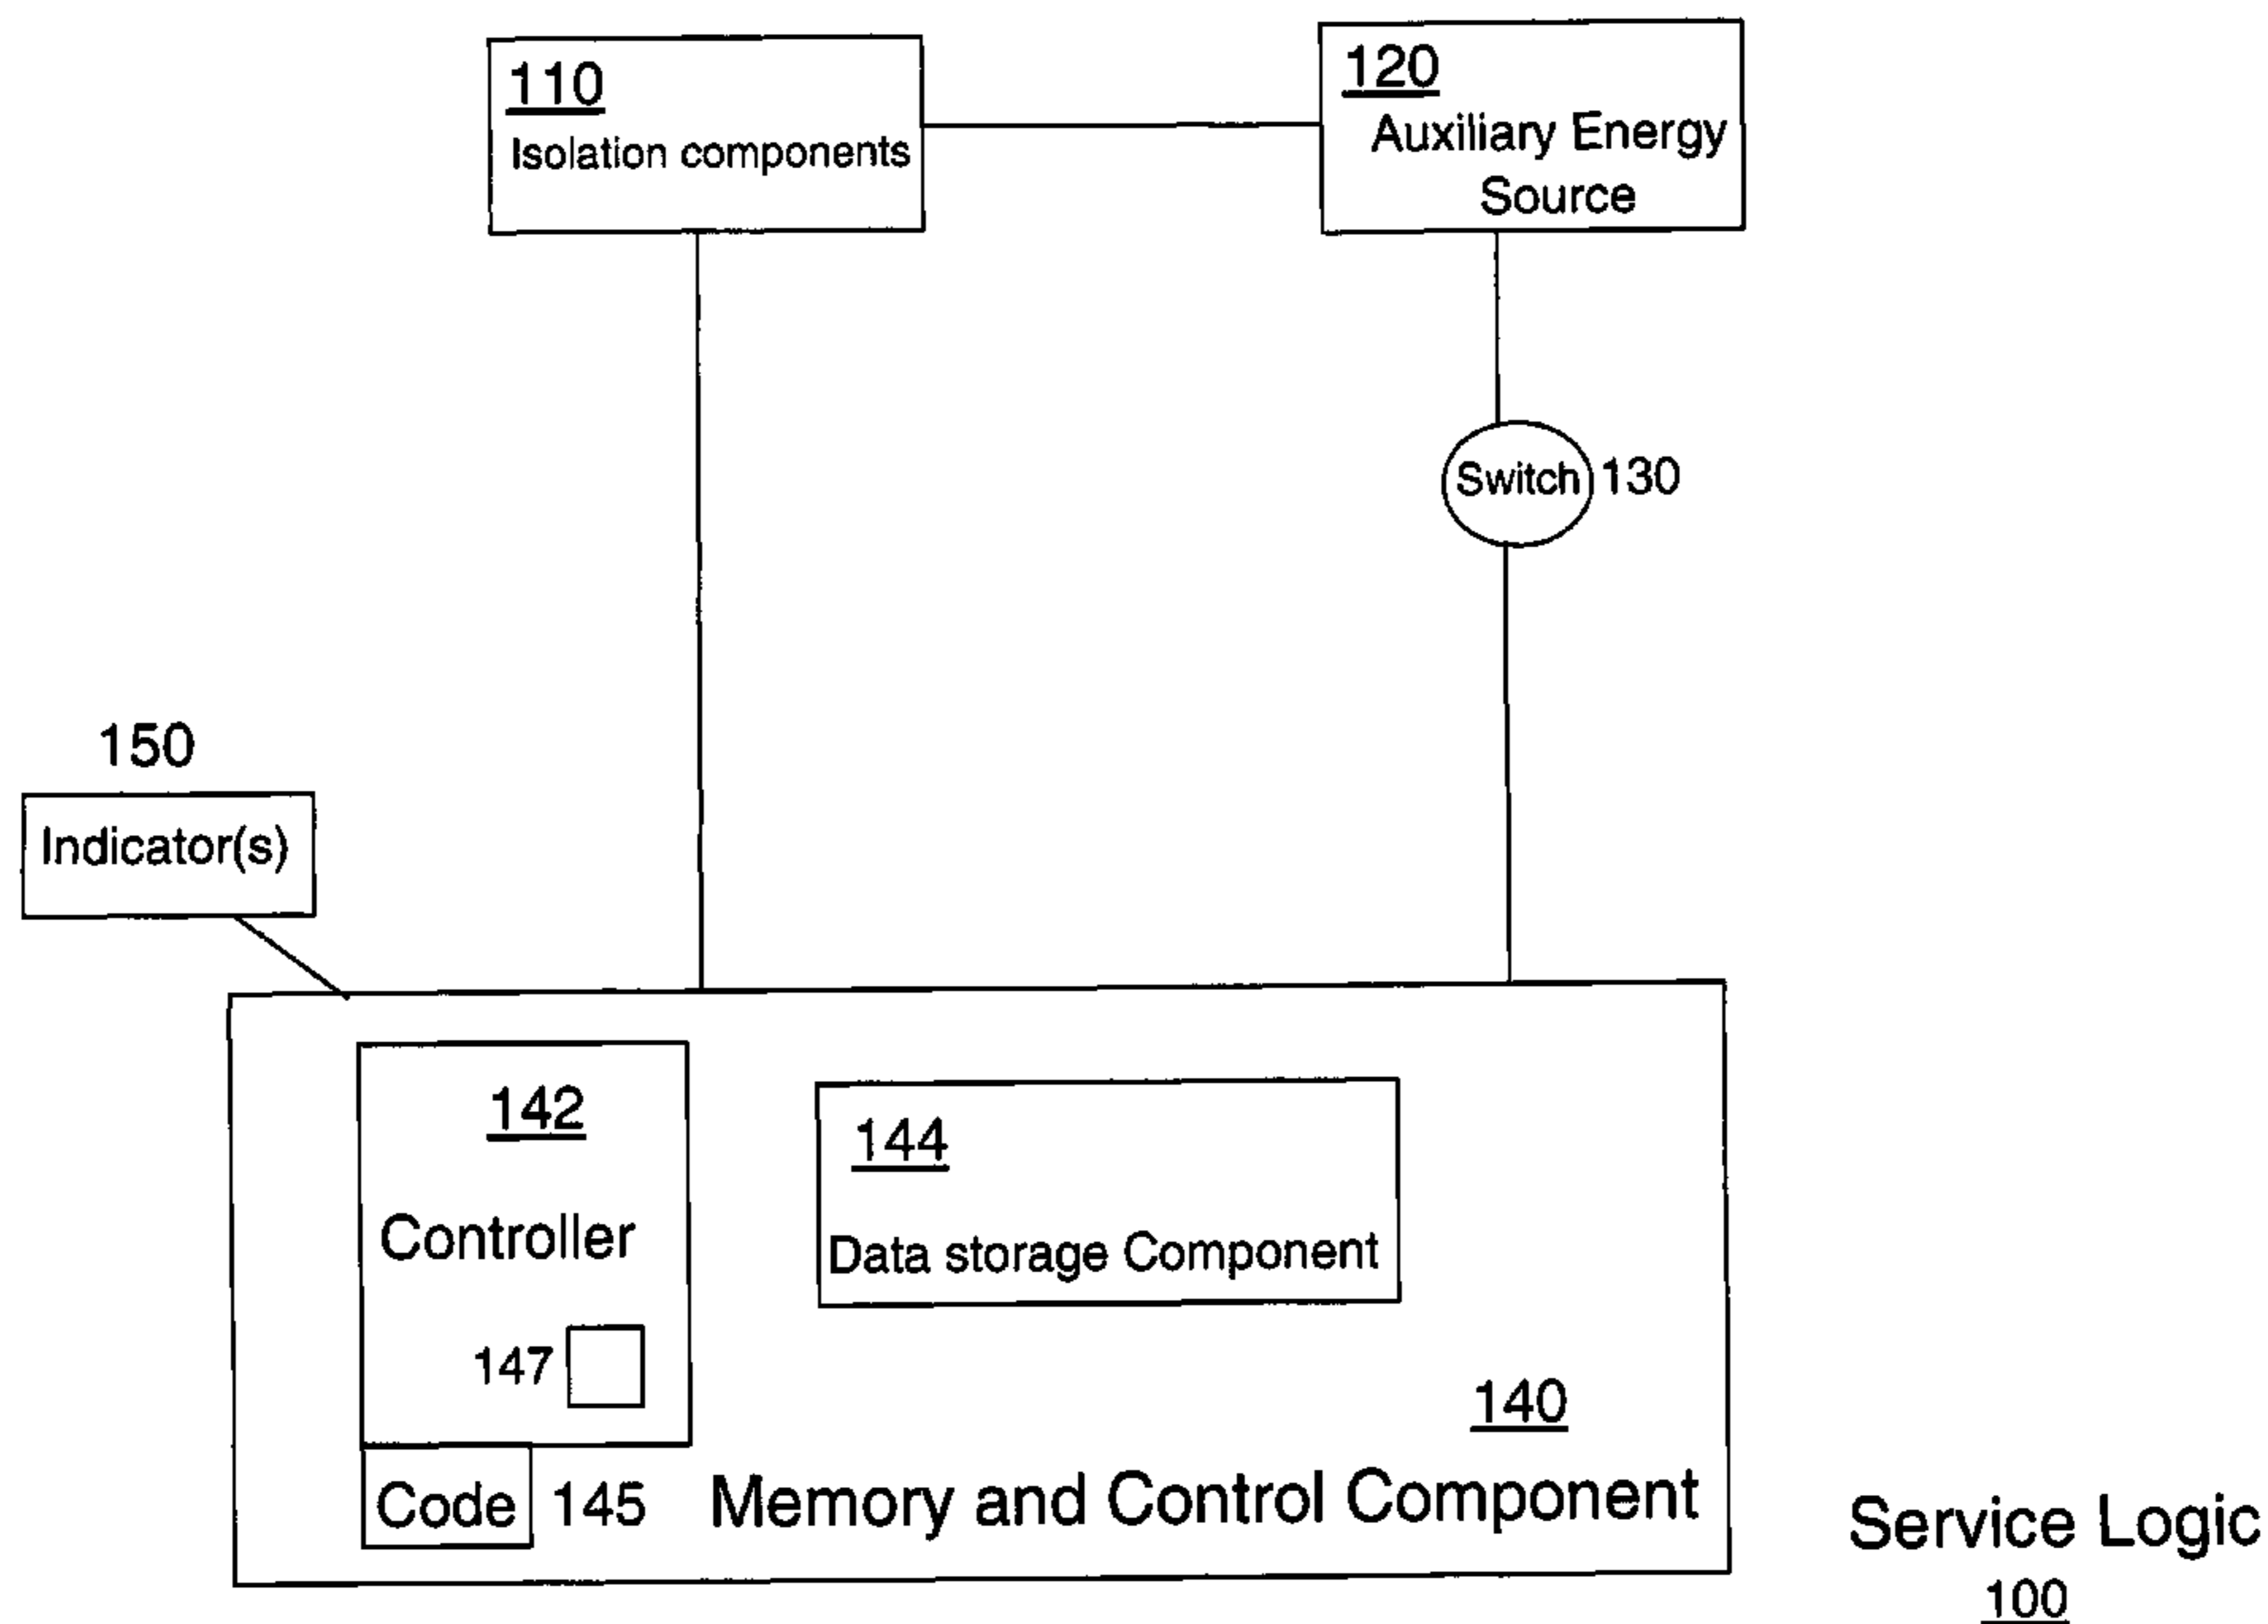 110
Isolation components
120
Auxiliary Energy
Source
Switch 130
150
Indicator(s)
142
Controller
147
144
Data storage Component
140
Code 145
Memory and Control Component
Service Logic
100